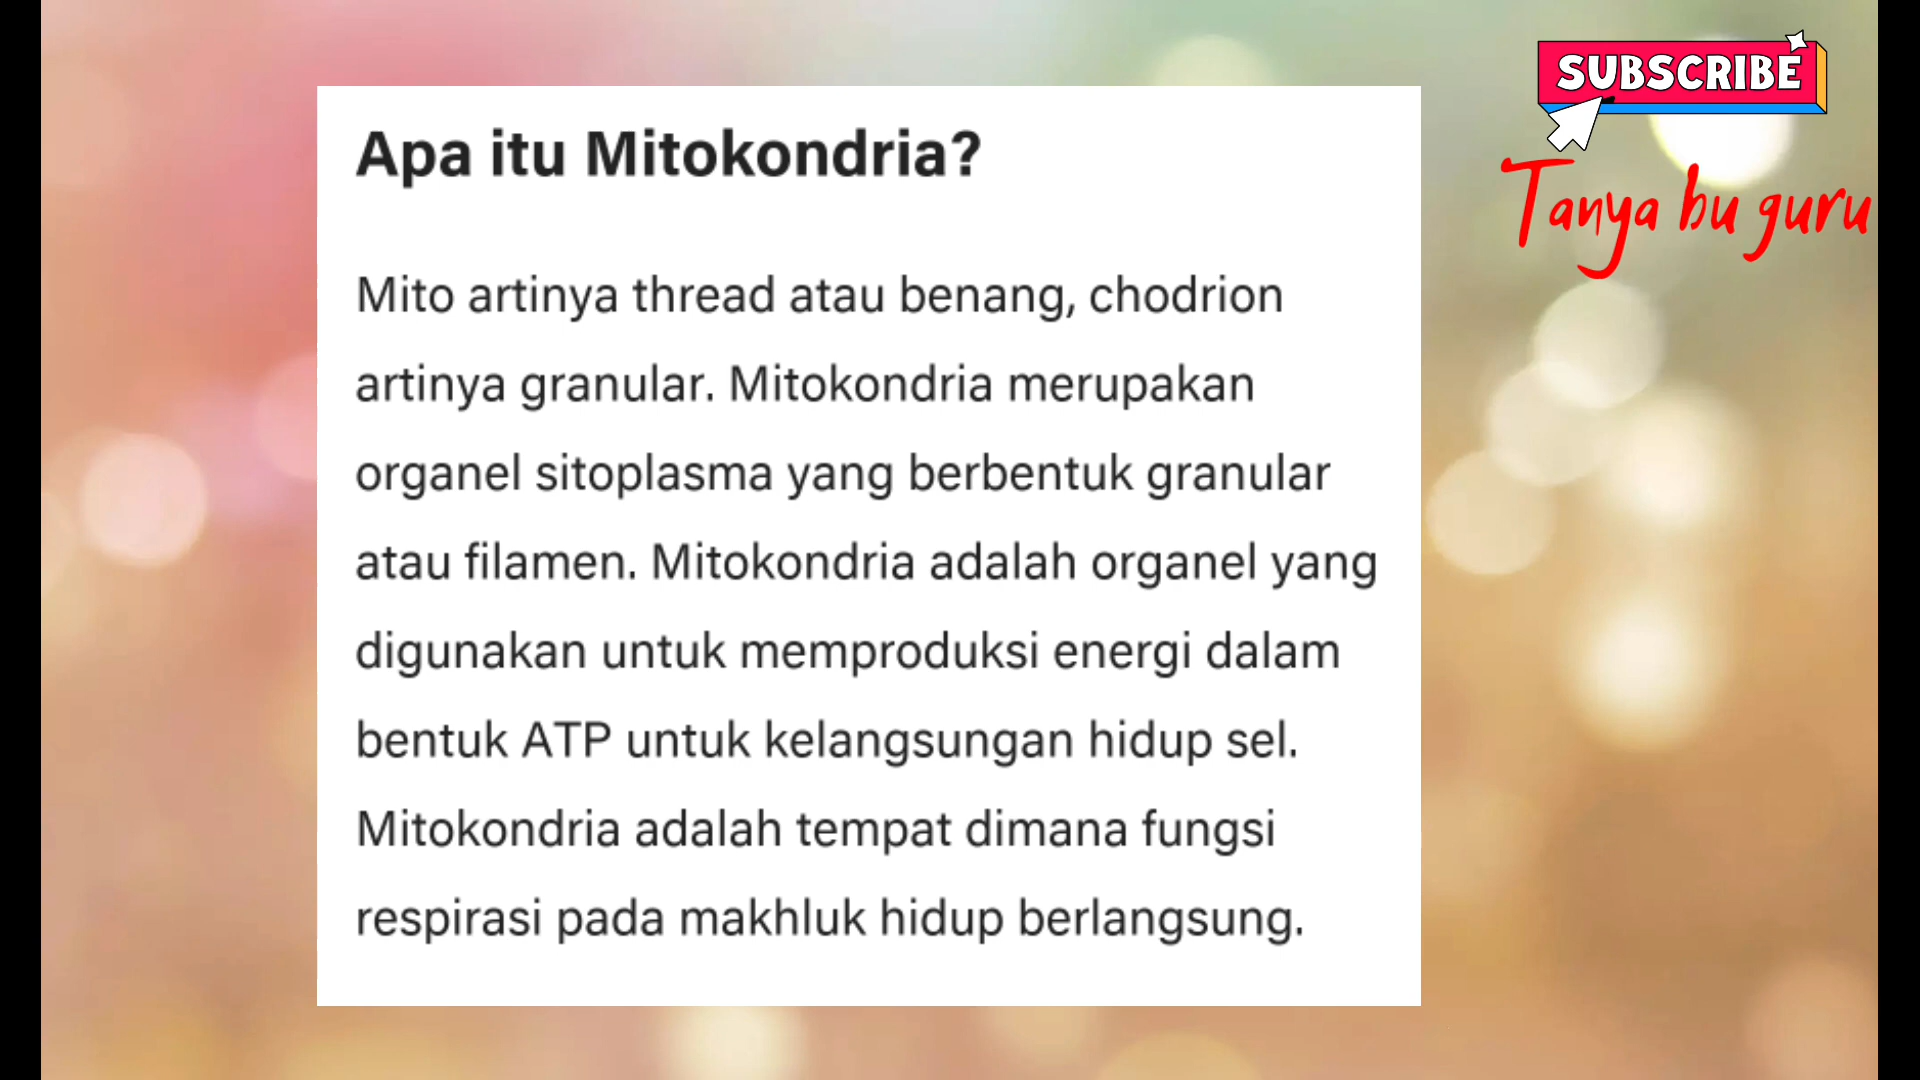 SUBSCRIBE
Tanya bu guru
Apa itu Mitokondria?
Mito artinya thread atau benang, chodrion
artinya granular. Mitokondria merupakan
organel sitoplasma yang berbentuk granular
atau filamen. Mitokondria adalah organel yang
digunakan untuk memproduksi energi dalam
bentuk ATP untuk kelangsungan hidup sel.
Mitokondria adalah tempat dimana fungsi
respirasi pada makhluk hidup berlangsung.